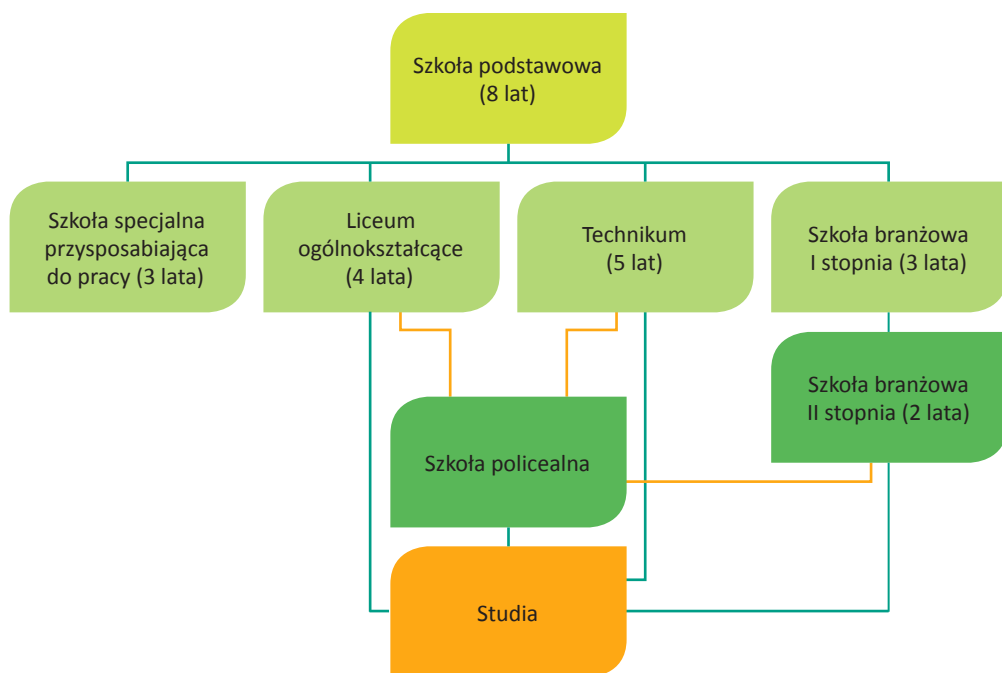 Szkoła podstawowa
(8 lat)
Szkoła specjalna
przysposabiająca
do pracy (3 lata)
Liceum
ogólnokształcące
(4 lata)
Technikum
(5 lat)
Szkoła branżowa
I stopnia (3 lata)
Szkoła branżowa
II stopnia (2 lata)
Szkoła policealna
Studia